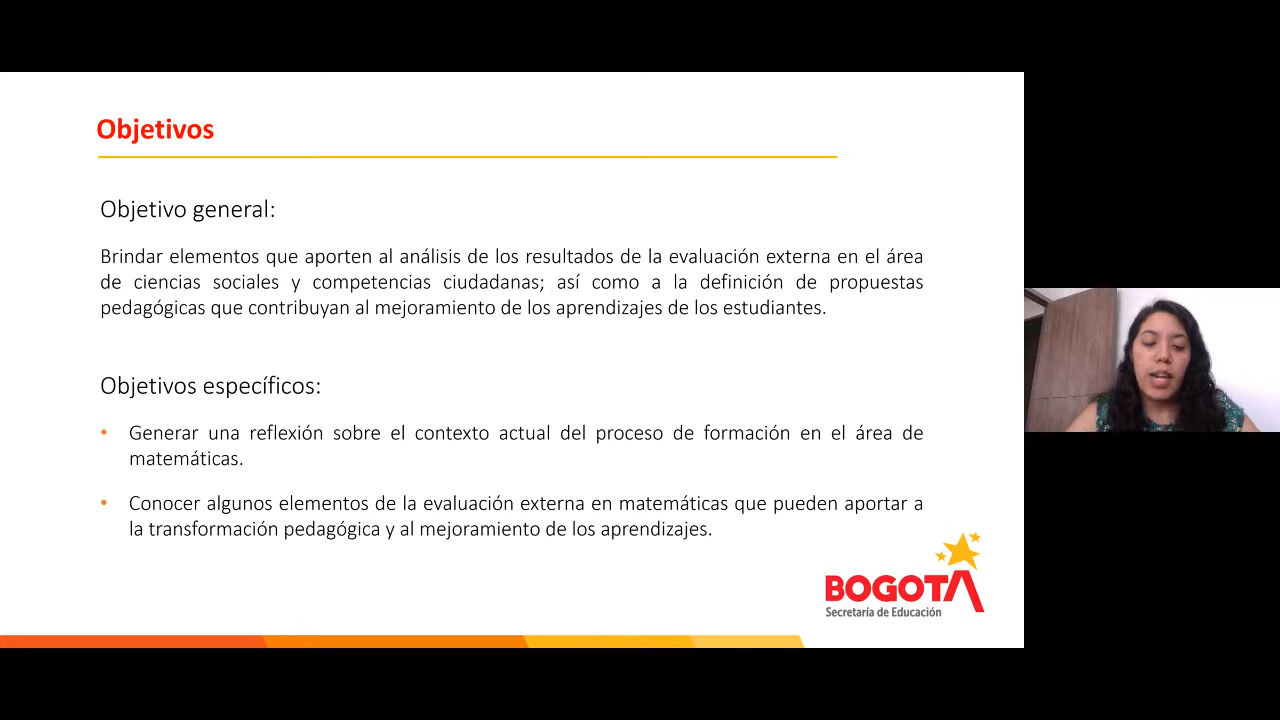 Objetivos
Objetivo general:
Brindar elementos que aporten al análisis de los resultados de la evaluación externa en el área
de ciencias sociales y competencias ciudadanas; así como a la definición de propuestas
pedagógicas que contribuyan al mejoramiento de los aprendizajes de los estudiantes.
Objetivos específicos:
• Generar una reflexión sobre el contexto actual del proceso de formación en el área de
matemáticas.
• Conocer algunos elementos de la evaluación externa en matemáticas que pueden aportar a
la transformación pedagógica y al mejoramiento de los aprendizajes.
BOGOTÁ
Secretaría de Educación